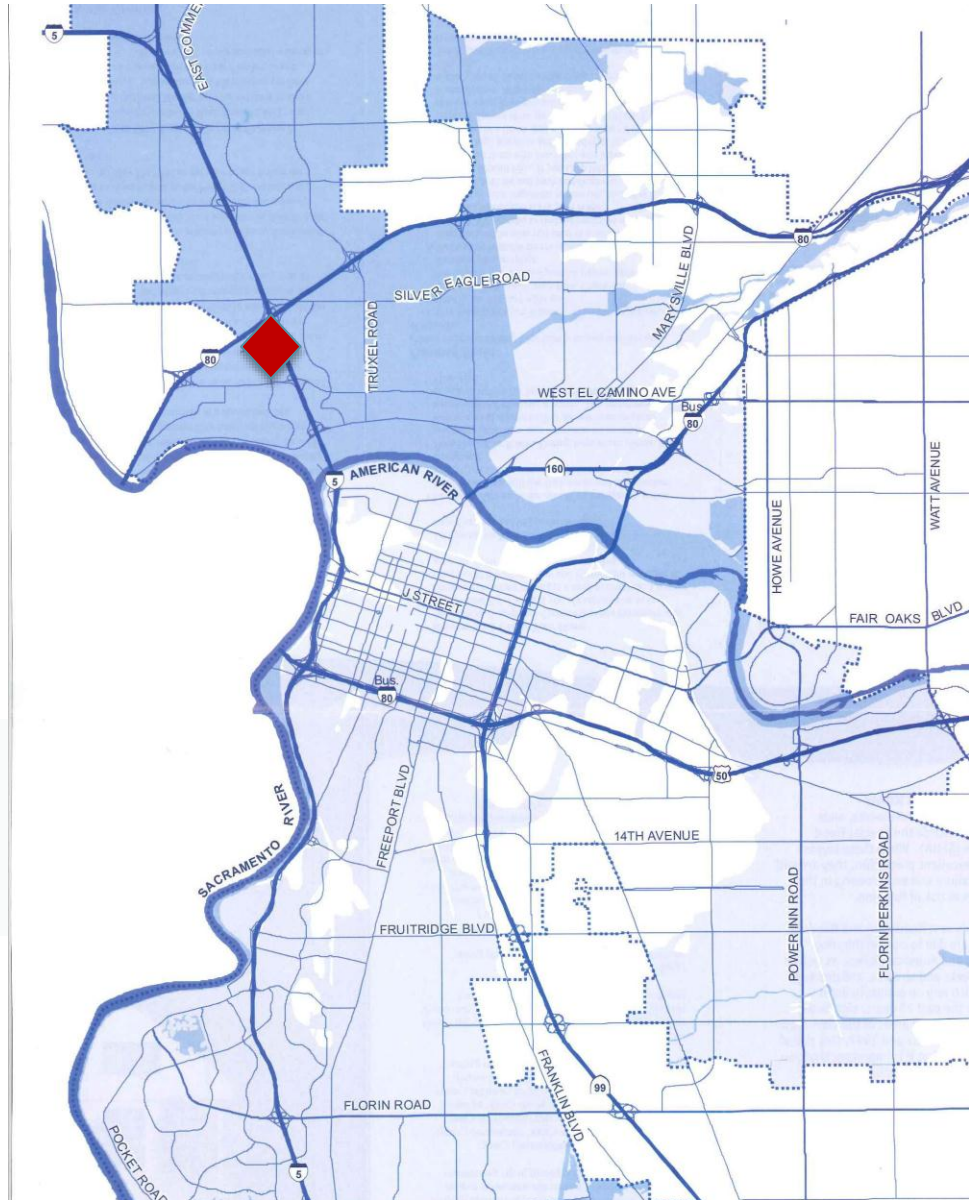 5
EAST COMME
80
MARYSVILLE BLVD
SILVER EAGLE ROAD
TRUXEL ROAD
80
WEST EL CAMINO AVE
Bus.
80
160
5
AMERICAN RIVER
WATT AVENUE
HOWE AVENUE
J STREET
FAIR OAKS BLVD
Bus.
80
50
SACRAMENTO RIVER
FREEPORT BLVD
14TH AVENUE
POWER INN ROAD
FLORIN PERKINS ROAD
FRUITRIDGE BLVD
FRANKLIN BLVD
99
FLORIN ROAD
POCKET ROAD
5